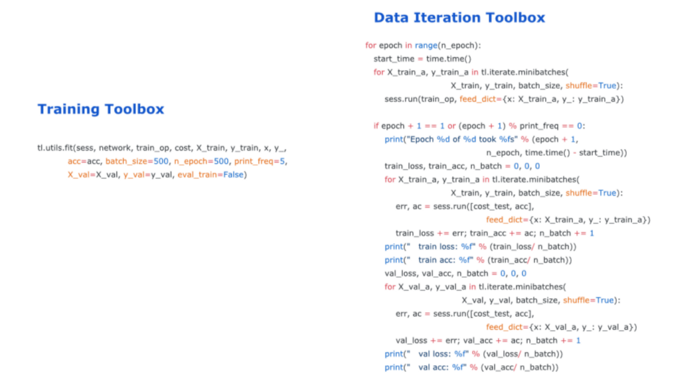 Training Toolbox
tl.utils.fit(sess, network, train_op, cost, X_train, y_train, x, y_,
acc=acc, batch_size=500, n_epoch=500, print_freq=5,
X_val=X_val, y_val=y_val, eval_train=False)
Data Iteration Toolbox
for epoch in range(n_epoch):
start_time = time.time()
for X_train_a, y_train_a in tl.iterate.minibatches(
X_train, y_train, batch_size, shuffle=True):
sess.run(train_op, feed_dict={x: X_train_a, y_: y_train_a})
if epoch + 1 == 1 or (epoch + 1) % print_freq == 0:
print("Epoch %d of %d took %fs" % (epoch + 1,
n_epoch, time.time() - start_time))
train_loss, train_acc, n_batch = 0, 0, 0
for X_train_a, y_train_a in tl.iterate.minibatches(
X_train, y_train, batch_size, shuffle=True):
err, ac = sess.run([cost_test, acc],
feed_dict={x: X_train_a, y_: y_train_a})
train_loss += err; train_acc += ac; n_batch += 1
print(" train loss: %f" % (train_loss/ n_batch))
print(" train acc: %f" % (train_acc/ n_batch))
val_loss, val_acc, n_batch = 0, 0, 0
for X_val_a, y_val_a in tl.iterate.minibatches(
X_val, y_val, batch_size, shuffle=True):
err, ac = sess.run([cost_test, acc],
feed_dict={x: X_val_a, y_: y_val_a})
val_loss += err; val_acc += ac; n_batch += 1
print(" val loss: %f" % (val_loss/ n_batch))
print(" val acc: %f" % (val_acc/ n_batch))